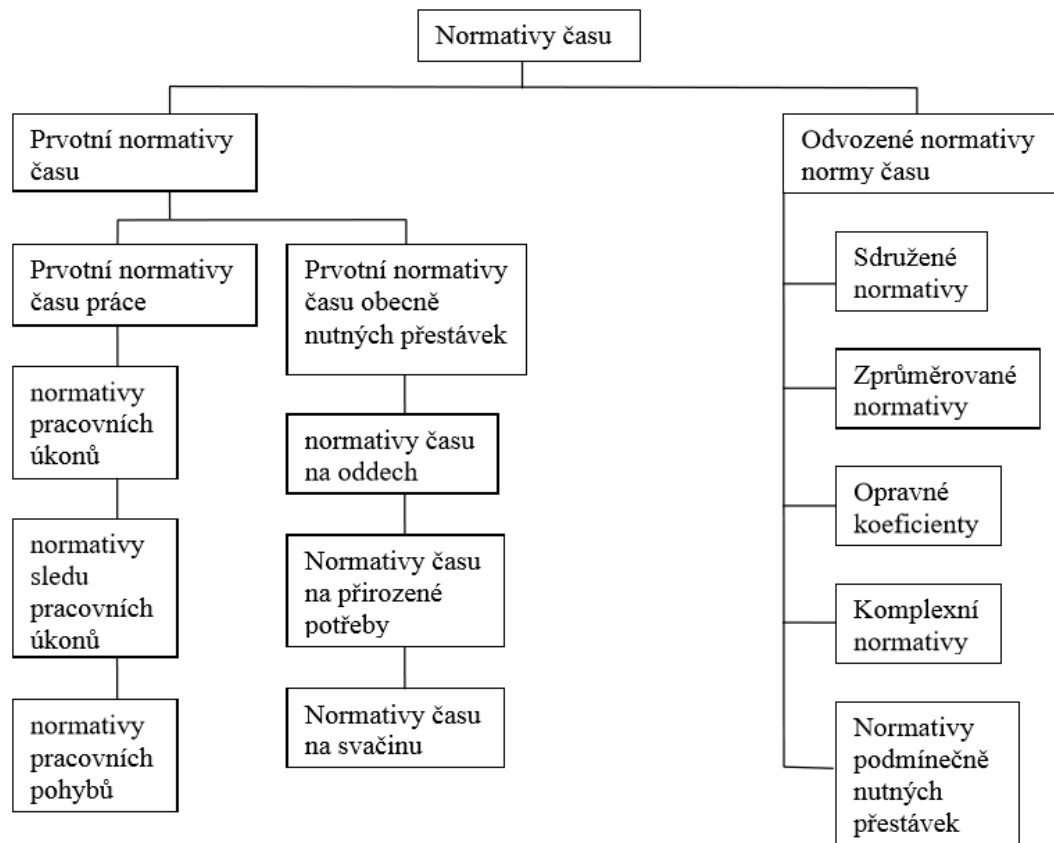 Normativy času
Prvotní normativy
času
Odvozené normativy
normy času
Prvotní normativy
času práce
Prvotní normativy
času obecně
nutných přestávek
normativy
pracovních
úkonů
normativy
sledu
pracovních
úkonů
normativy
pracovních
pohybů
normativy času
na oddech
Normativy času
na přirozené
potřeby
Normativy času
na svačinu
Sdružené
normativy
Zprůměrované
normativy
Opravné
koeficienty
Komplexní
normativy
Normativy
podmínečně
nutných
přestávek